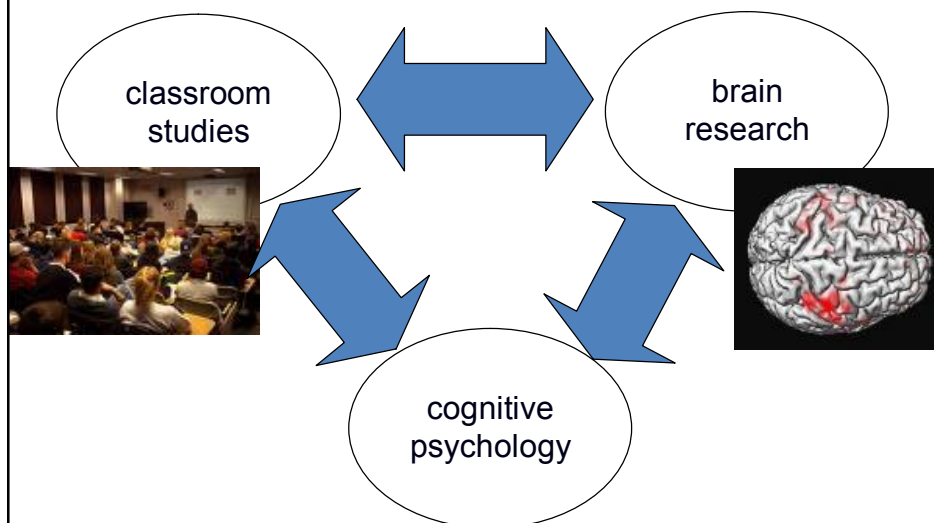 classroom
studies
brain
research
cognitive
psychology